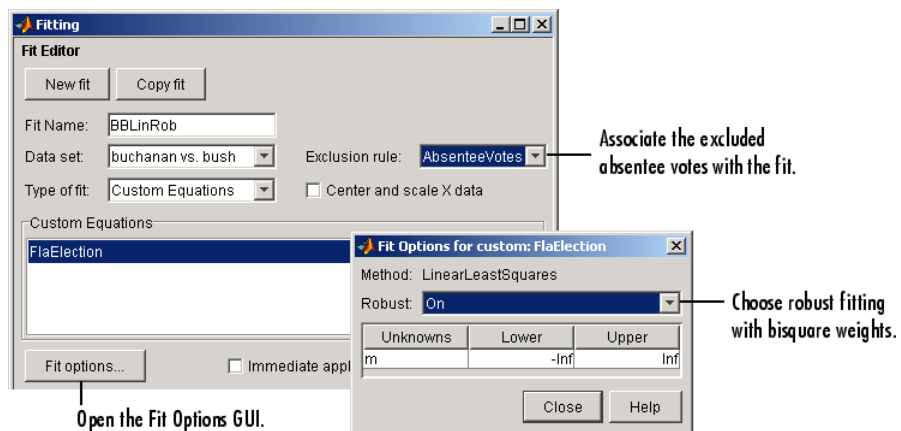 Fitting
Fit Editor
New fit Copy fit
Fit Name: BBLinRob
Data set: buchanan vs. bush Exclusion rule: AbsenteeVotes
Type of fit: Custom Equations Center and scale X data
Custom Equations
FlaElection
Fit options... Immediate appl
Open the Fit Options GUI.
Associate the excluded
absentee votes with the fit.
Fit Options for custom: FlaElection
Method: LinearLeastSquares
Robust: On
Unknowns Lower Upper
m -Inf Inf
Close Help
Choose robust fitting
with bisquare weights.